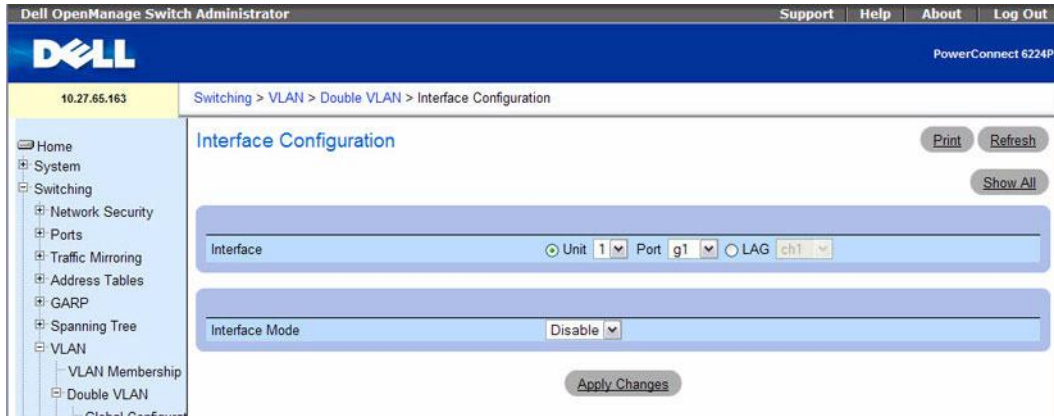 Dell OpenManage Switch Administrator Support Help About Log Out
DELL
PowerConnect 6224P
10.27.65.163 Switching > VLAN > Double VLAN > Interface Configuration
Home
System
Switching
Network Security
Ports
Traffic Mirroring
Address Tables
GARP
Spanning Tree
VLAN
VLAN Membership
Double VLAN
Interface Configuration Print Refresh
Show All
Interface Unit 1 Port g1 LAG ch1
Interface Mode Disable
Apply Changes